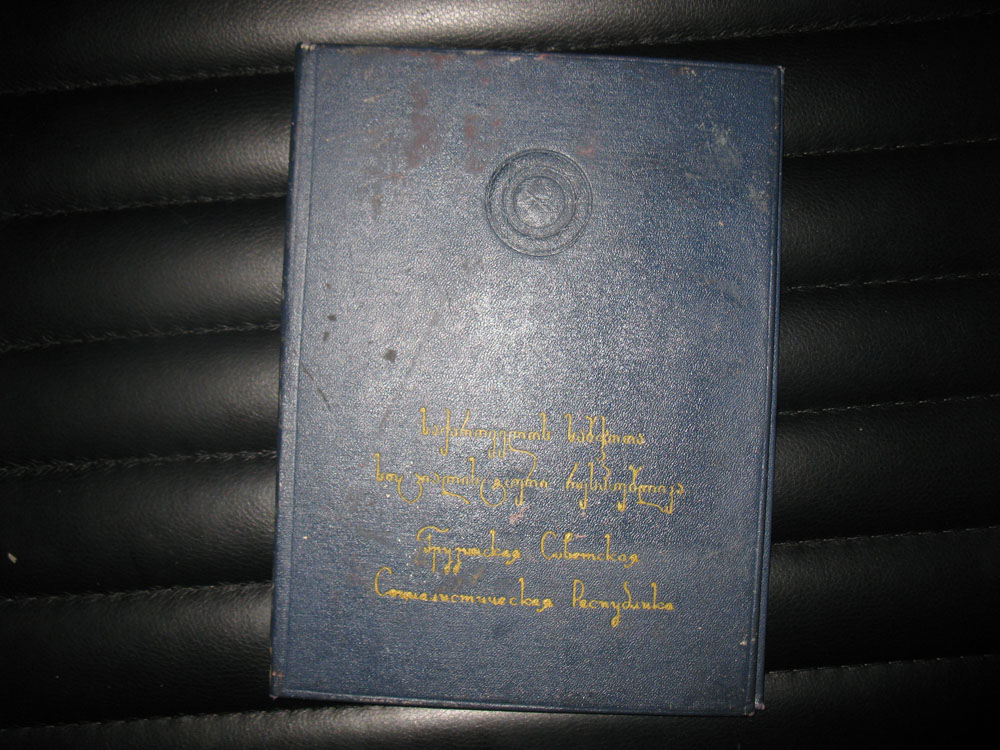 საქართველოს საბჭოთა
სოციალისტური რესპუბლიკა
Грузинская Советская
Социалистическая Республика